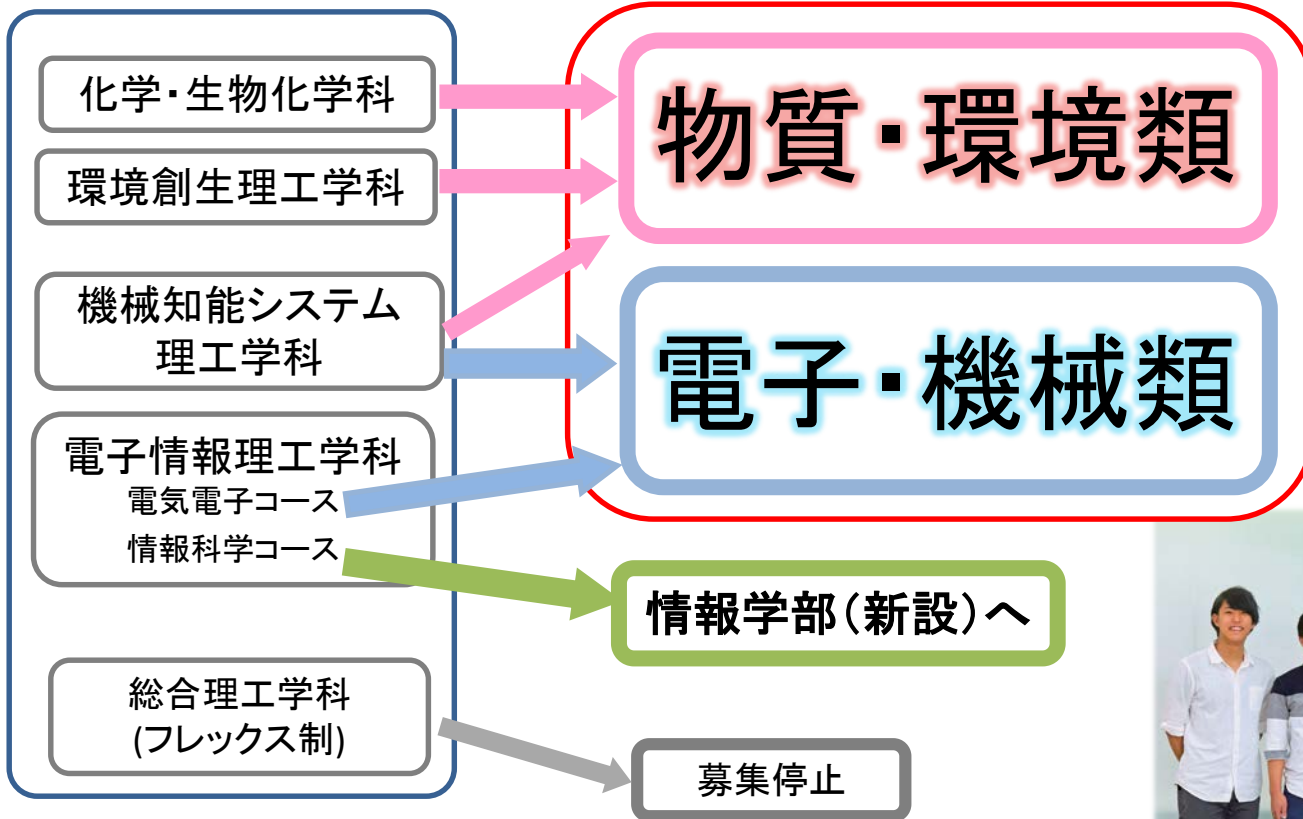 化学・生物化学科
環境創生理工学科
機械知能システム
理工学科
電子情報理工学科
電気電子コース
情報科学コース
総合理工学科
(フレックス制)
物質・環境類
電子・機械類
情報学部(新設)へ
募集停止